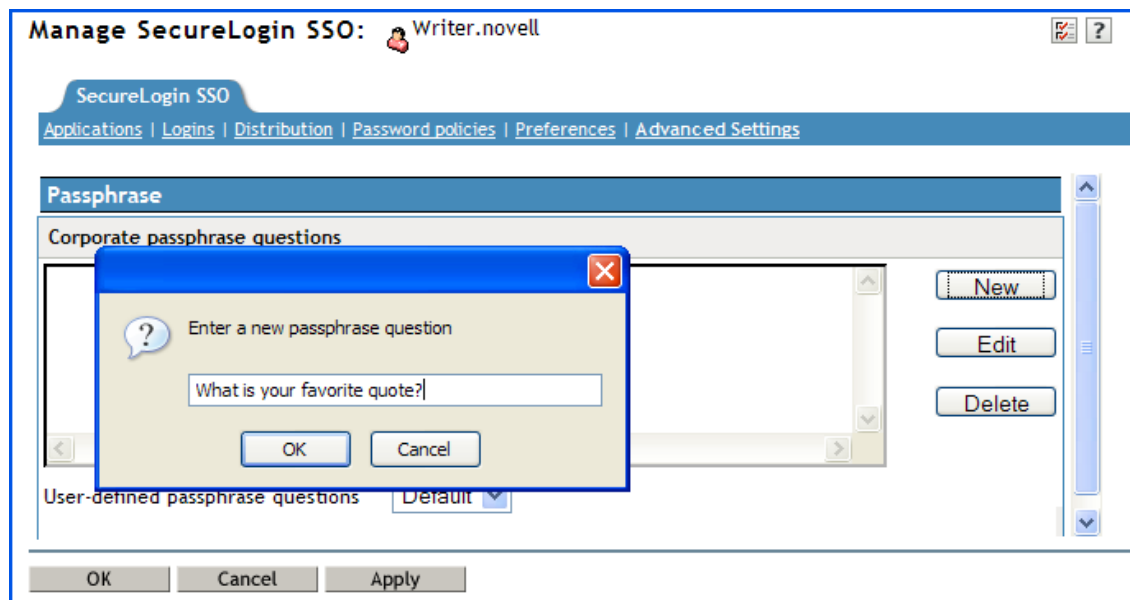 Manage SecureLogin SSO: Writer.novell
?
SecureLogin SSO
Applications | Logins | Distribution | Password policies | Preferences | Advanced Settings
Passphrase
Corporate passphrase questions
New
?
Enter a new passphrase question
Edit
What is your favorite quote?
Delete
OK Cancel
User-defined passphrase questions Default
OK Cancel Apply